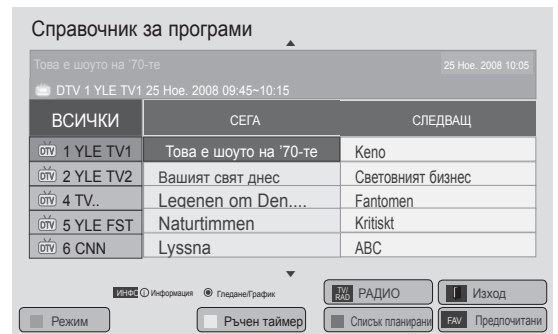 Справочник за програми
Това е шоуто на '70-те 25 Ное. 2008 10:05
DTV 1 YLE TV1 25 Ное. 2008 09:45~10:15
ВСИЧКИ СЕГА СЛЕДВАЩ
DTV 1 YLE TV1 Това е шоуто на '70-те Keno
DTV 2 YLE TV2 Вашият свят днес Световният бизнес
DTV 4 TV.. Legenen om Den.... Fantomen
DTV 5 YLE FST Naturtimmen Kritiskt
DTV 6 CNN Lyssna ABC
ИНФО i Информация Гледане/График TV/RAD РАДИО Изход
Режим Ръчен таймер Списък планирани FAV Предпочитани